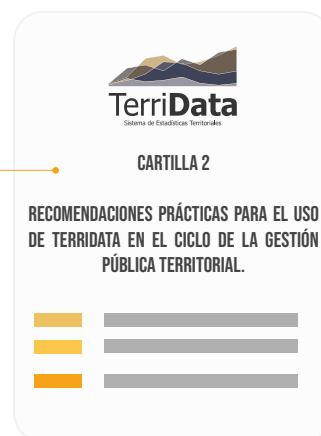 TerriData
Sistema de Estadísticas Territoriales
CARTILLA 2
RECOMENDACIONES PRÁCTICAS PARA EL USO
DE TERRIDATA EN EL CICLO DE LA GESTIÓN
PÚBLICA TERRITORIAL.